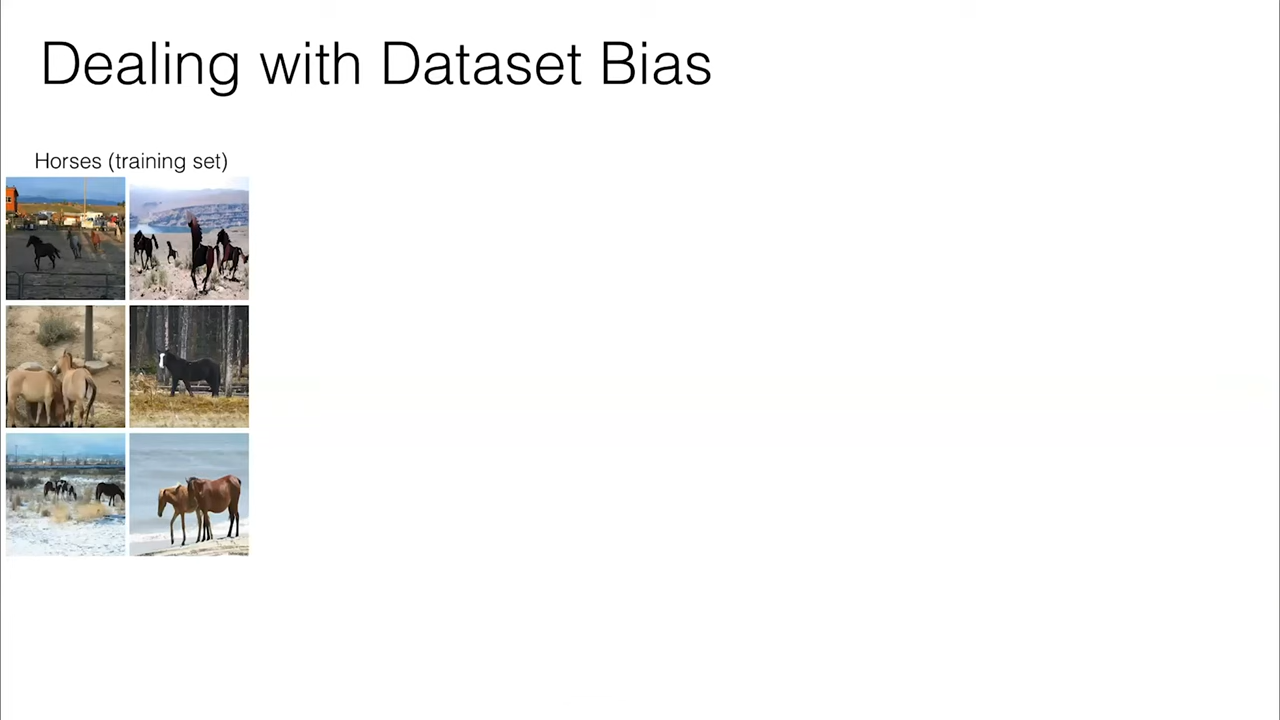 Dealing with Dataset Bias
Horses (training set)